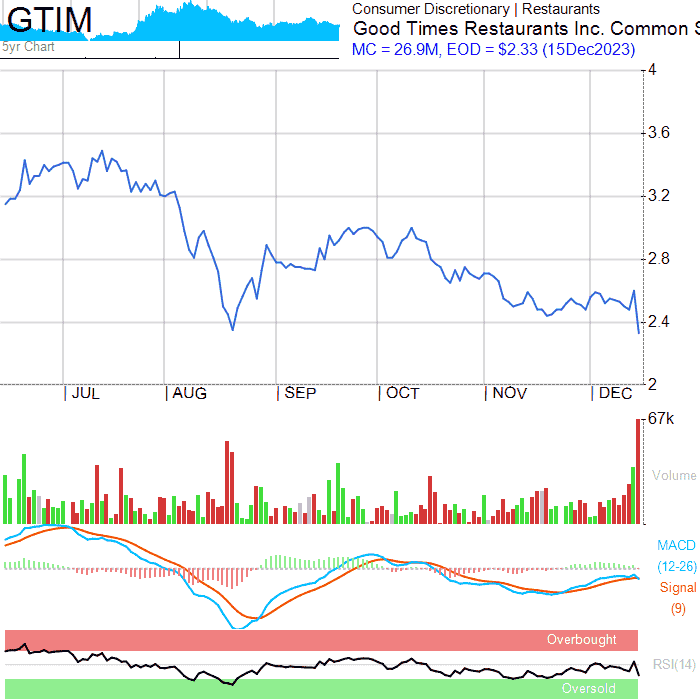 GTIM
5yr Chart
Consumer Discretionary | Restaurants
Good Times Restaurants Inc. Common S
MC = 26.9M, EOD = $2.33 (15Dec2023)
4
3.6
3.2
2.8
2.4
2
JUL AUG SEP OCT NOV DEC
67k
Volume
MACD
(12-26)
Signal
(9)
Overbought
RSI(14)
Oversold